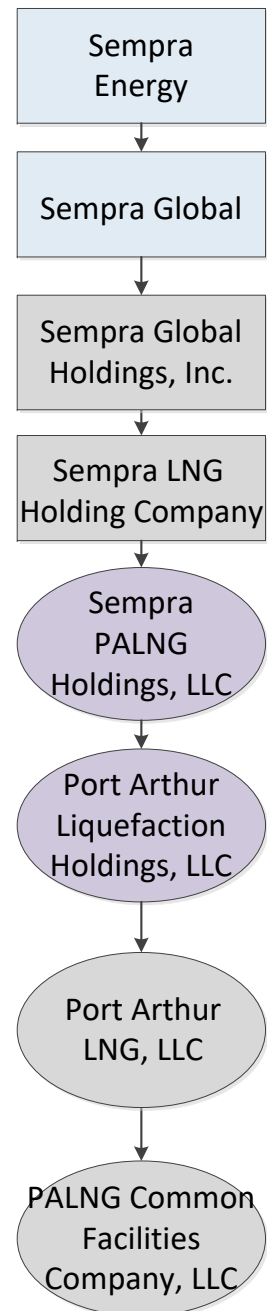 Sempra
Energy
Sempra Global
Sempra Global
Holdings, Inc.
Sempra LNG
Holding Company
Sempra
PALNG
Holdings, LLC
Port Arthur
Liquefaction
Holdings, LLC
Port Arthur
LNG, LLC
PALNG Common
Facilities
Company, LLC